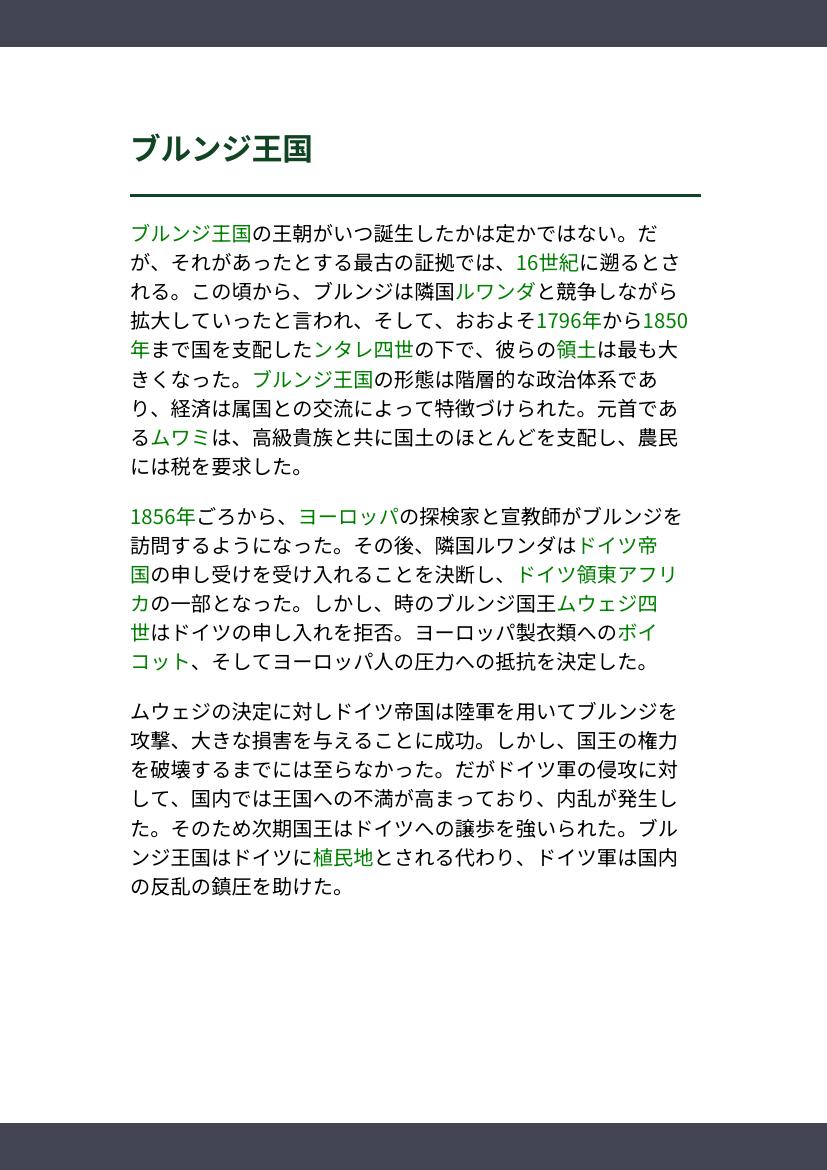 ブルンジ王国
ブルンジ王国の王朝がいつ誕生したかは定かではない。だ
が、それがあったとする最古の証拠では、16世紀に遡るとさ
れる。この頃から、ブルンジは隣国ルワンダと競争しながら
拡大していったと言われ、そして、おおよそ1796年から1850
年まで国を支配したンタレ四世の下で、彼らの領土は最も大
きくなった。ブルンジ王国の形態は階層的な政治体系であ
り、経済は属国との交流によって特徴づけられた。元首であ
るムワミは、高級貴族と共に国土のほとんどを支配し、農民
には税を要求した。
1856年ごろから、ヨーロッパの探検家と宣教師がブルンジを
訪問するようになった。その後、隣国ルワンダはドイツ帝
国の申し受けを受け入れることを決断し、ドイツ領東アフリ
カの一部となった。しかし、時のブルンジ国王ムウェジ四
世はドイツの申し入れを拒否。ヨーロッパ製衣類へのボイ
コット、そしてヨーロッパ人の圧力への抵抗を決定した。
ムウェジの決定に対しドイツ帝国は陸軍を用いてブルンジを
攻撃、大きな損害を与えることに成功。しかし、国王の権力
を破壊するまでには至らなかった。だがドイツ軍の侵攻に対
して、国内では王国への不満が高まっており、内乱が発生し
た。そのため次期国王はドイツへの譲歩を強いられた。ブル
ンジ王国はドイツに植民地とされる代わり、ドイツ軍は国内
の反乱の鎮圧を助けた。